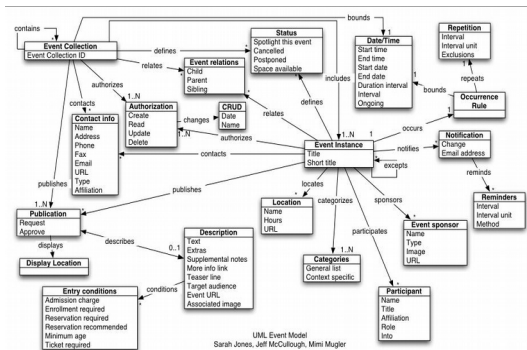 contains
Event Collection
Event Collection ID
defines
relates
authorizes
contacts
publishes
bounds
includes
Status
Spotlight this event
Cancelled
Postponed
Space available
Event relations
Child
Parent
Sibling
Date/Time
Start time
End time
Start date
End date
Duration interval
Interval
Ongoing
Repetition
Interval
Interval unit
Exclusions
repeats
bounds
Occurrence
Rule
Contact info
Name
Address
Phone
Fax
Email
URL
Type
Affiliation
Authorization
Create
Read
Update
Delete
1..N
1..N
changes
CRUD
Date
Name
authorizes
relates
defines
1..N
occurs
1
1
1
1
Event Instance
Title
Short title
contacts
notifies
excepts
Notification
Change
Email address
reminds
Reminders
Interval
Interval unit
Method
publishes
locates
categorizes
sponsors
participates
Location
Name
Hours
URL
1..N
Publication
Request
Approve
displays
Display Location
describes
0..1
Description
Text
Extras
Supplemental notes
More info link
Teaser line
Target audience
Event URL
Associated image
conditions
Entry conditions
Admission charge
Enrollment required
Reservation required
Reservation recommended
Minimum age
Ticket required
1..N
Categories
General list
Context specific
Event sponsor
Name
Type
Image
URL
Participant
Name
Title
Affiliation
Role
Into
UML Event Model
Sarah Jones, Jeff McCullough, Mimi Mugler